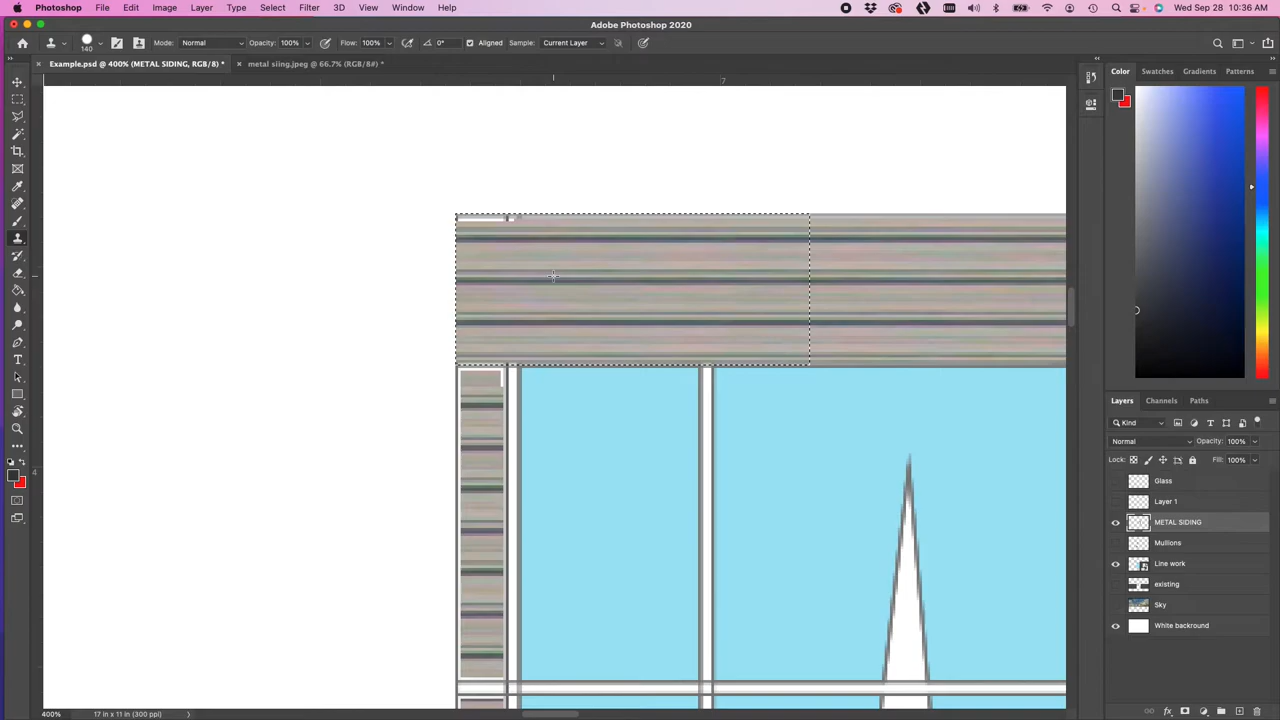 Photoshop File Edit Image Layer Type Select Filter 3D View Window Help Wed Sep 28 10:36 AM
Adobe Photoshop 2020
140 Mode: Normal Opacity: 100% Flow: 100% 0° Aligned Sample: Current Layer
Example.psd @ 400% (METAL SIDING, RGB/8) * metal siing.jpeg @ 66.7% (RGB/8#) *
7
4
Color Swatches Gradients Patterns
Layers Channels Paths
Kind
Normal Opacity: 100%
Lock: Fill: 100%
Glass
Layer 1
METAL SIDING
Mullions
Line work
existing
Sky
White backround
400% 17 in x 11 in (300 ppi)